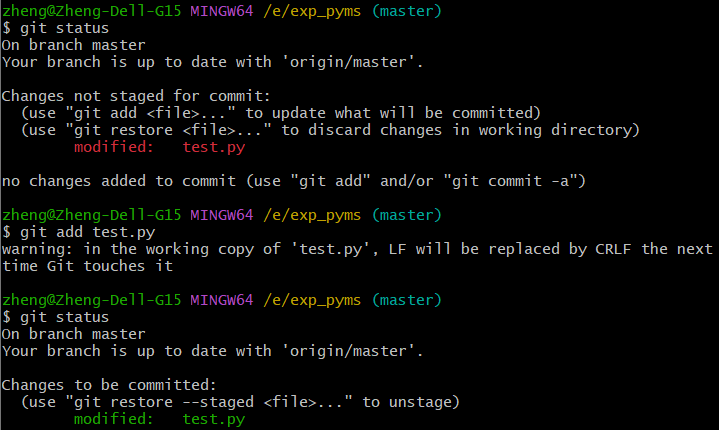 zheng@Zheng-Dell-G15 MINGW64 /e/exp_pyms (master)
$ git status
On branch master
Your branch is up to date with 'origin/master'.

Changes not staged for commit:
  (use "git add <file>..." to update what will be committed)
  (use "git restore <file>..." to discard changes in working directory)
        modified:   test.py

no changes added to commit (use "git add" and/or "git commit -a")

zheng@Zheng-Dell-G15 MINGW64 /e/exp_pyms (master)
$ git add test.py
warning: in the working copy of 'test.py', LF will be replaced by CRLF the next
time Git touches it

zheng@Zheng-Dell-G15 MINGW64 /e/exp_pyms (master)
$ git status
On branch master
Your branch is up to date with 'origin/master'.

Changes to be committed:
  (use "git restore --staged <file>..." to unstage)
        modified:   test.py